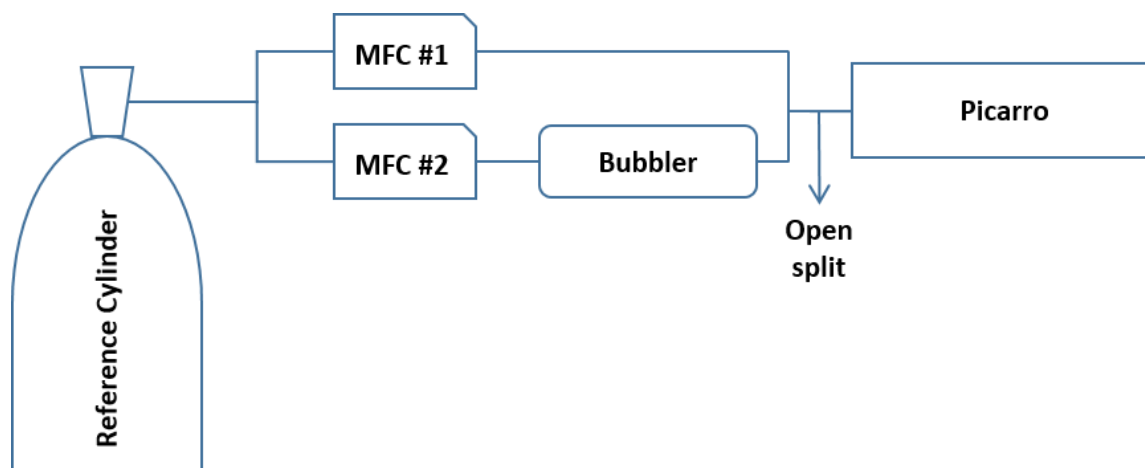 MFC #1
Picarro
MFC #2
Bubbler
Open
split
Reference Cylinder